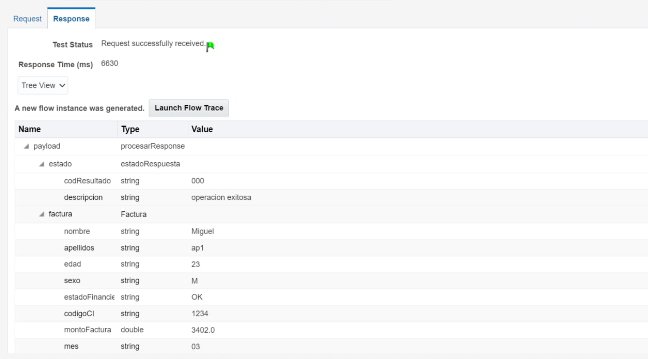 Request Response
Test Status Request successfully received.
Response Time (ms) 6630
Tree View
A new flow instance was generated. Launch Flow Trace
Name Type Value
payload procesarResponse
estado estadoRespuesta
codResultado string 000
descripcion string operacion exitosa
factura Factura
nombre string Miguel
apellidos string ap1
edad string 23
sexo string M
estadoFinancie string OK
codigoCI string 1234
montoFactura double 3402.0
mes string 03